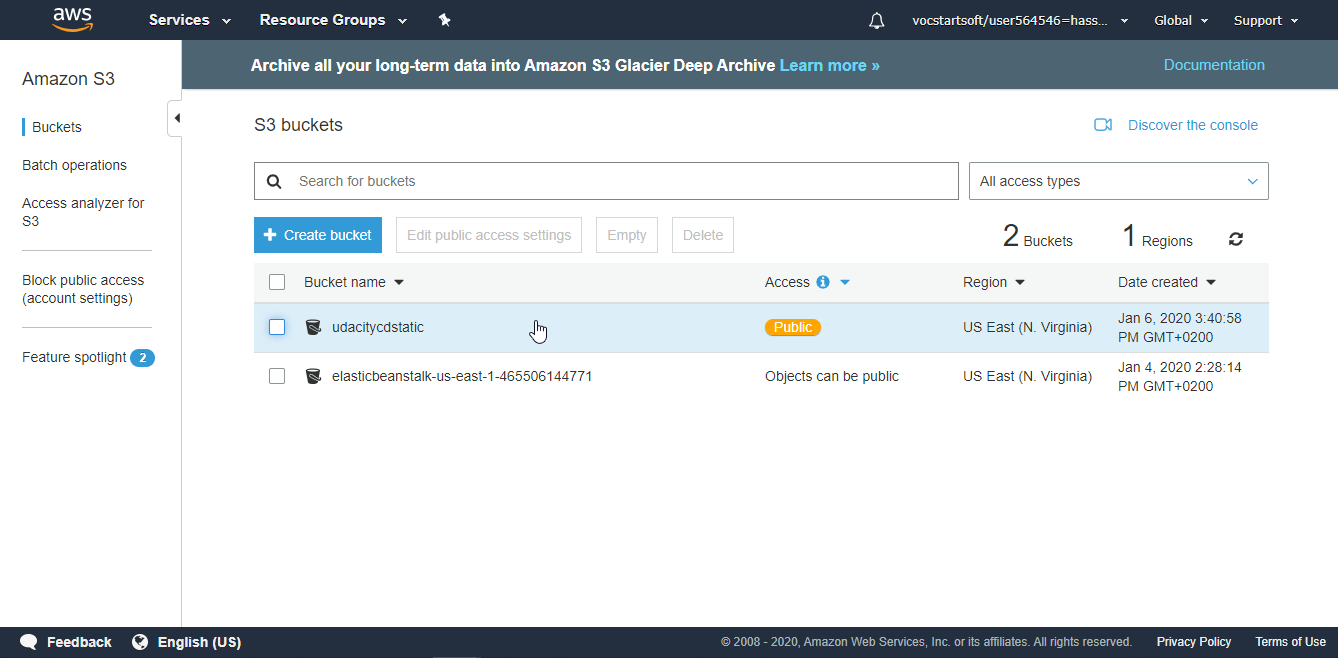 aws Services Resource Groups vocstartsoft/user564546=hass... Global Support
Archive all your long-term data into Amazon S3 Glacier Deep Archive Learn more » Documentation
Amazon S3
Buckets
Batch operations
Access analyzer for
S3
Block public access
(account settings)
Feature spotlight 2
S3 buckets
Discover the console
Search for buckets
All access types
+ Create bucket Edit public access settings Empty Delete 2 Buckets 1 Regions
Bucket name Access i Region Date created
udacitycdstatic Public US East (N. Virginia) Jan 6, 2020 3:40:58
PM GMT+0200
elasticbeanstalk-us-east-1-465506144771 Objects can be public US East (N. Virginia) Jan 4, 2020 2:28:14
PM GMT+0200
Feedback English (US) © 2008 - 2020, Amazon Web Services, Inc. or its affiliates. All rights reserved. Privacy Policy Terms of Use